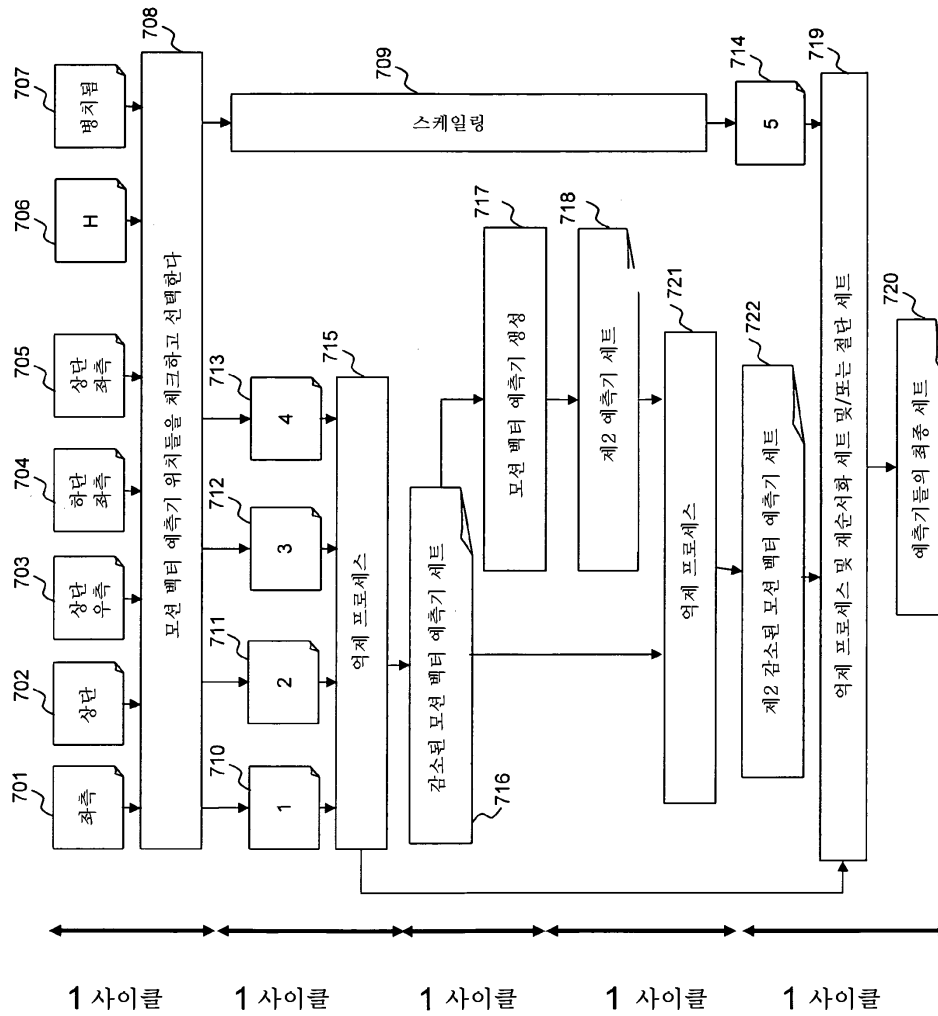 701
좌측
702
상단
703
상단
우측
704
하단
좌측
705
상단
좌측
706
H
707
병치됨
708
모션 벡터 예측기 위치들을 체크하고 선택한다
709
스케일링
710
1
711
2
712
3
713
4
714
5
715
억제 프로세스
716
감소된 모션 벡터 예측기 세트
717
모션 벡터 예측기 생성
718
제2 예측기 세트
721
억제 프로세스
722
제2 감소된 모션 벡터 예측기 세트
719
억제 프로세스 및 재순서화 세트 및/또는 절단 세트
720
예측기들의 최종 세트
1 사이클
1 사이클
1 사이클
1 사이클
1 사이클